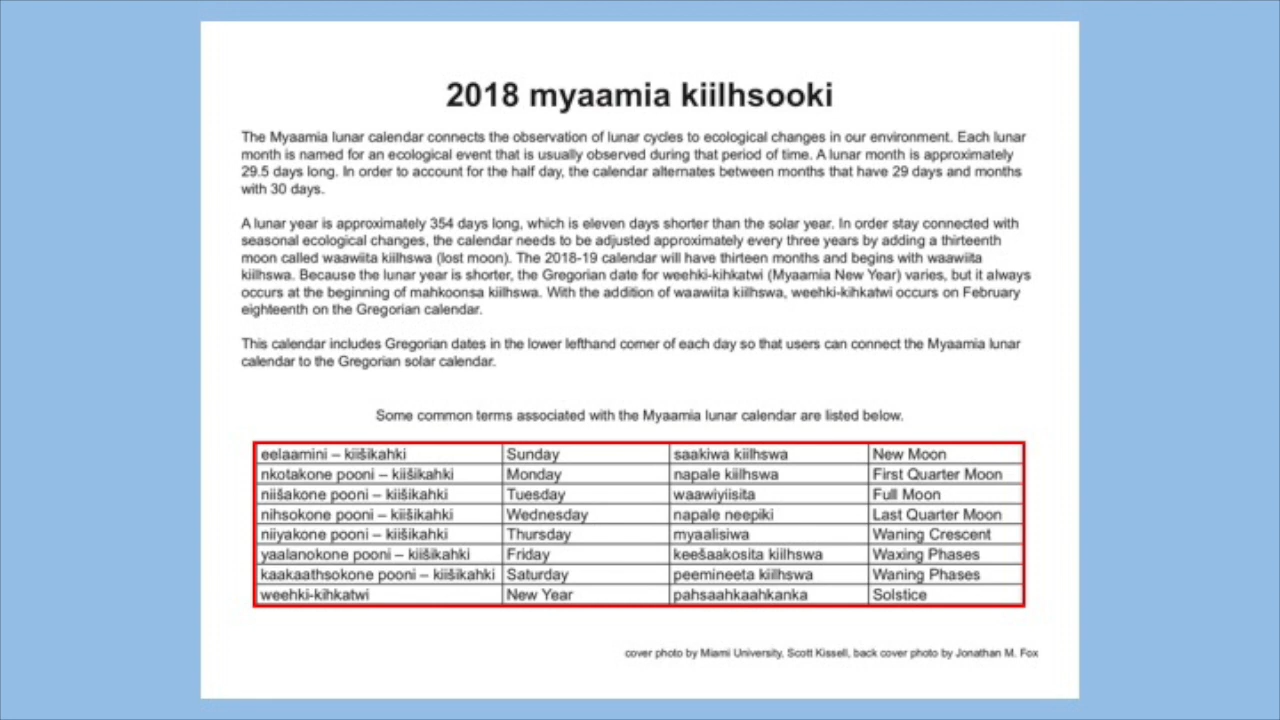 2018 myaamia kiilhsooki
The Myaamia lunar calendar connects the observation of lunar cycles to ecological changes in our environment. Each lunar
month is named for an ecological event that is usually observed during that period of time. A lunar month is approximately
29.5 days long. In order to account for the half day, the calendar alternates between months that have 29 days and months
with 30 days.
A lunar year is approximately 354 days long, which is eleven days shorter than the solar year. In order stay connected with
seasonal ecological changes, the calendar needs to be adjusted approximately every three years by adding a thirteenth
moon called waawiita kiilhswa (lost moon). The 2018-19 calendar will have thirteen months and begins with waawiita
kiilhswa. Because the lunar year is shorter, the Gregorian date for weehki-kihkatwi (Myaamia New Year) varies, but it always
occurs at the beginning of mahkoonsa kiilhswa. With the addition of waawiita kiilhswa, weehki-kihkatwi occurs on February
eighteenth on the Gregorian calendar.
This calendar includes Gregorian dates in the lower lefthand corner of each day so that users can connect the Myaamia lunar
calendar to the Gregorian solar calendar.
Some common terms associated with the Myaamia lunar calendar are listed below.
eelaamini – kiišikahki Sunday saakiwa kiilhswa New Moon
nkotakone pooni – kiišikahki Monday napale kiilhswa First Quarter Moon
niišakone pooni – kiišikahki Tuesday waawiyiisita Full Moon
nihsokone pooni – kiišikahki Wednesday napale neepiki Last Quarter Moon
niiyakone pooni – kiišikahki Thursday myaalisiwa Waning Crescent
yaalanokone pooni – kiišikahki Friday keešaakosita kiilhswa Waxing Phases
kaakaathsokone pooni – kiišikahki Saturday peemineeta kiilhswa Waning Phases
weehki-kihkatwi New Year pahsaahkaahkanka Solstice
cover photo by Miami University, Scott Kissell, back cover photo by Jonathan M. Fox